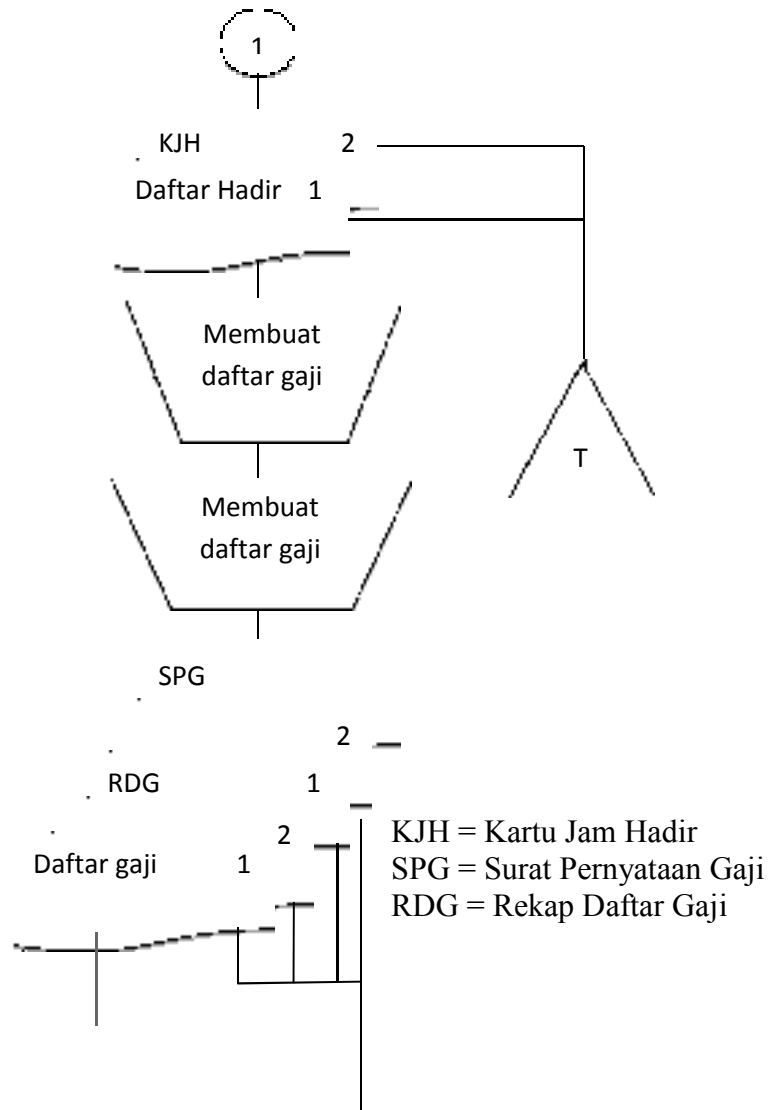 1
KJH 2
Daftar Hadir 1
Membuat
daftar gaji
T
Membuat
daftar gaji
SPG
2
RDG 1
2
Daftar gaji 1
KJH = Kartu Jam Hadir
SPG = Surat Pernyataan Gaji
RDG = Rekap Daftar Gaji